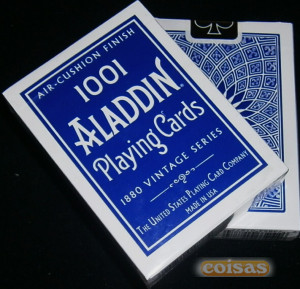 AIR-CUSHION FINISH
1001
ALADDIN
Playing Cards
1880 VINTAGE SERIES
THE UNITED STATES PLAYING CARD COMPANY
MADE IN USA
coisas